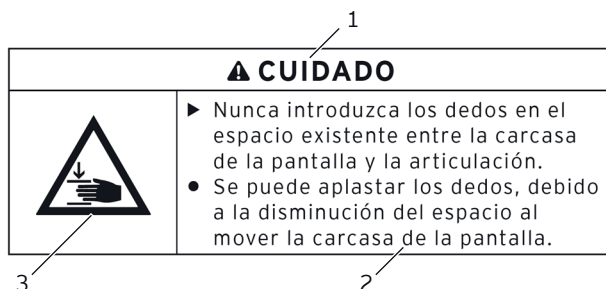 1
⚠ CUIDADO
▶ Nunca introduzca los dedos en el
espacio existente entre la carcasa
de la pantalla y la articulación.
● Se puede aplastar los dedos, debido
a la disminución del espacio al
mover la carcasa de la pantalla.
3
2